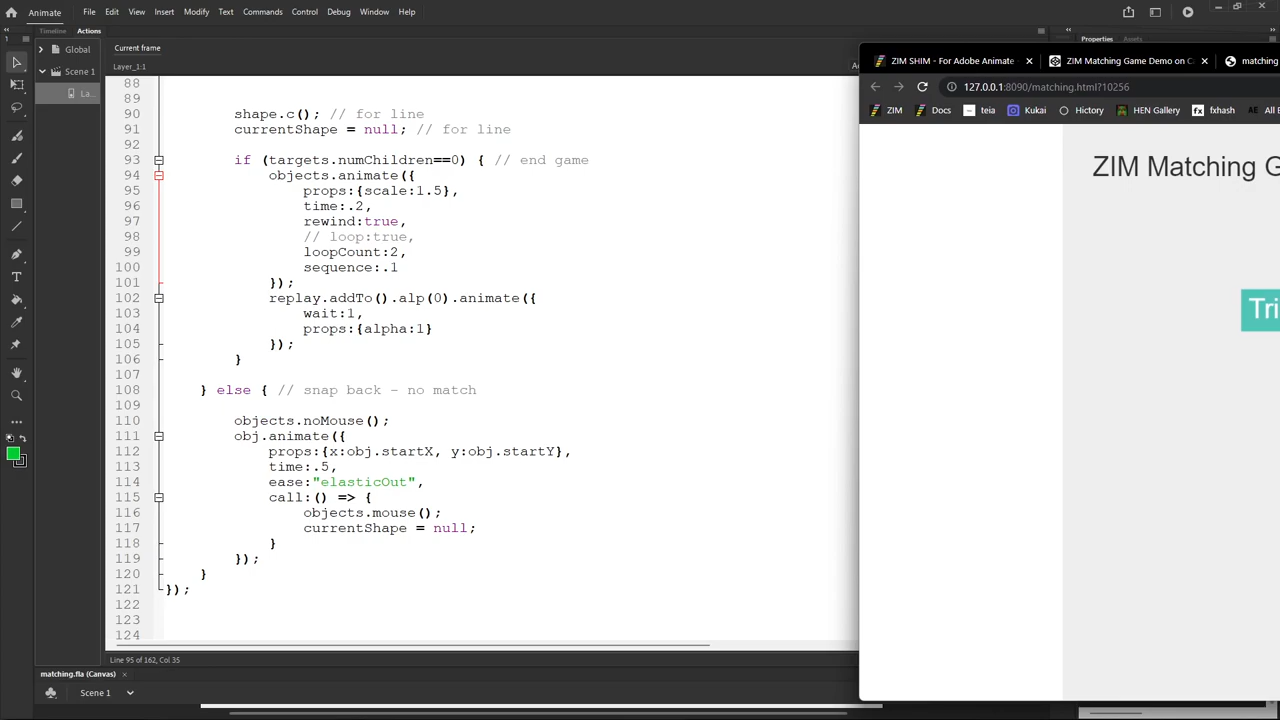 Animate
File
Edit
View
Insert
Modify
Text
Commands
Control
Debug
Window
Help
Timeline
Actions
Properties
Assets
Global
Scene 1
La...
Current frame
Layer_1:1
88
89
90 shape.c(); // for line
91 currentShape = null; // for line
92
93 if (targets.numChildren==0) { // end game
94 objects.animate({
95 props:{scale:1.5},
96 time:.2,
97 rewind:true,
98 // loop:true,
99 loopCount:2,
100 sequence:.1
101 });
102 replay.addTo().alp(0).animate({
103 wait:1,
104 props:{alpha:1}
105 });
106 }
107
108 } else { // snap back - no match
109
110 objects.noMouse();
111 obj.animate({
112 props:{x:obj.startX, y:obj.startY},
113 time:.5,
114 ease:"elasticOut",
115 call:() => {
116 objects.mouse();
117 currentShape = null;
118 }
119 });
120 }
121 });
122
123
124
Line 95 of 162, Col 35
matching.fla (Canvas) ×
Scene 1
ZIM SHIM - For Adobe Animate ×
ZIM Matching Game Demo on C ×
matching
127.0.0.1:8090/matching.html?10256
ZIM
Docs
teia
Kukai
Hictory
HEN Gallery
fx fxhash
AE All B
ZIM Matching G
Tri